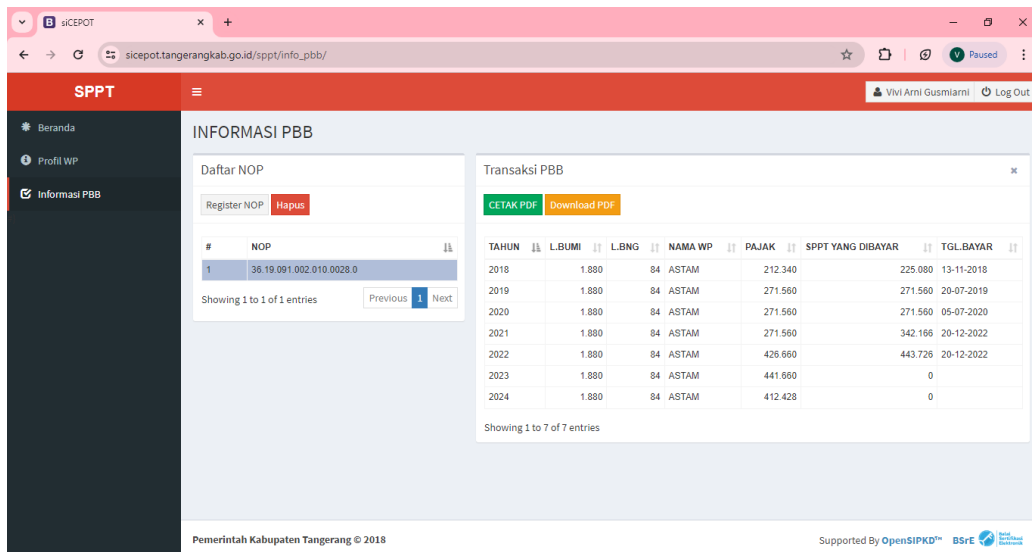 siCEPOT
sicepot.tangerangkab.go.id/sppt/info_pbb/
V Paused
SPPT
Vivi Arni Gusmiarni Log Out
Beranda
Profil WP
Informasi PBB
INFORMASI PBB
Daftar NOP
Register NOP Hapus
# NOP
1 36.19.091.002.010.0028.0
Showing 1 to 1 of 1 entries Previous 1 Next
Transaksi PBB
CETAK PDF Download PDF
TAHUN L.BUMI L.BNG NAMA WP PAJAK SPPT YANG DIBAYAR TGL.BAYAR
2018 1.880 84 ASTAM 212.340 225.080 13-11-2018
2019 1.880 84 ASTAM 271.560 271.560 20-07-2019
2020 1.880 84 ASTAM 271.560 271.560 05-07-2020
2021 1.880 84 ASTAM 271.560 342.166 20-12-2022
2022 1.880 84 ASTAM 426.660 443.726 20-12-2022
2023 1.880 84 ASTAM 441.660 0
2024 1.880 84 ASTAM 412.428 0
Showing 1 to 7 of 7 entries
Pemerintah Kabupaten Tangerang © 2018
Supported By OpenSIPKD™ BSrE Balai Sertifikasi Elektronik